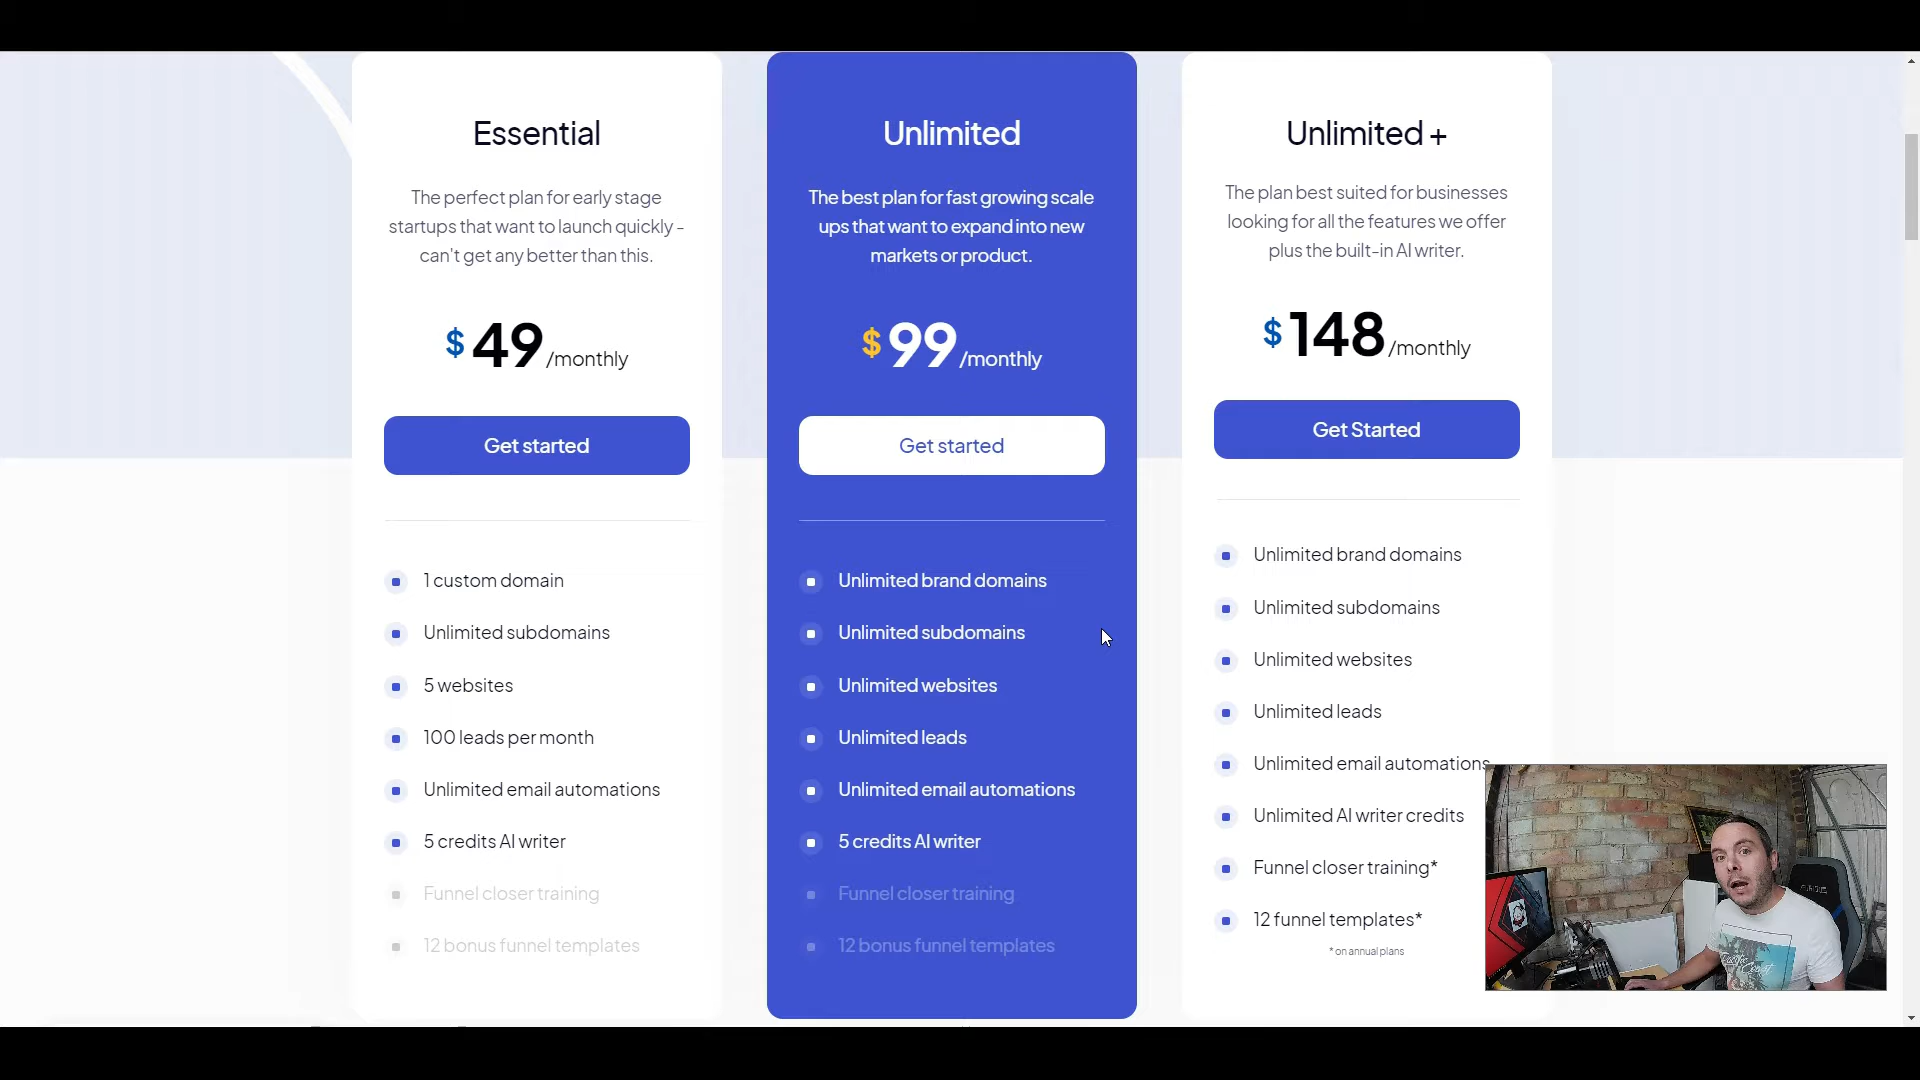 Essential
The perfect plan for early stage
startups that want to launch quickly -
can't get any better than this.
$ 49 /monthly
Get started
1 custom domain
Unlimited subdomains
5 websites
100 leads per month
Unlimited email automations
5 credits AI writer
Funnel closer training
12 bonus funnel templates
Unlimited
The best plan for fast growing scale
ups that want to expand into new
markets or product.
$ 99 /monthly
Get started
Unlimited brand domains
Unlimited subdomains
Unlimited websites
Unlimited leads
Unlimited email automations
5 credits AI writer
Funnel closer training
12 bonus funnel templates
Unlimited +
The plan best suited for businesses
looking for all the features we offer
plus the built-in AI writer.
$ 148 /monthly
Get Started
Unlimited brand domains
Unlimited subdomains
Unlimited websites
Unlimited leads
Unlimited email automations
Unlimited AI writer credits
Funnel closer training*
12 funnel templates*
* on annual plans